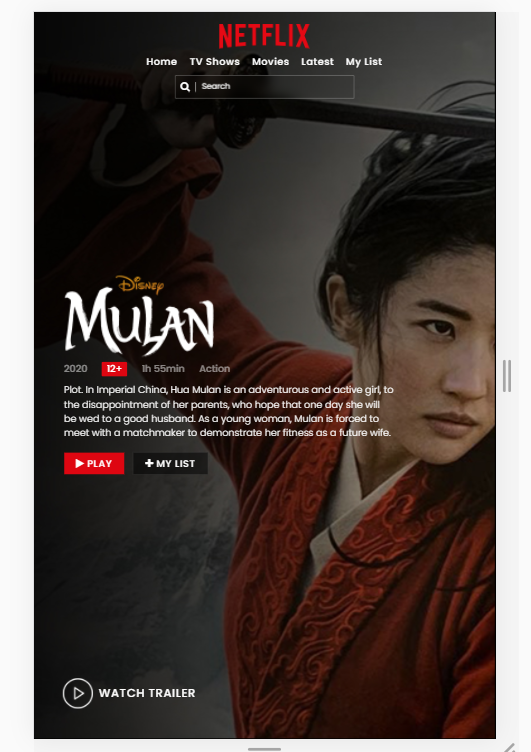 NETFLIX
Home TV Shows Movies Latest My List
Search
Disney
MULAN
2020 12+ 1h 55min Action
Plot. In Imperial China, Hua Mulan is an adventurous and active girl, to
the disappointment of her parents, who hope that one day she will
be wed to a good husband. As a young woman, Mulan is forced to
meet with a matchmaker to demonstrate her fitness as a future wife.
PLAY MY LIST
WATCH TRAILER